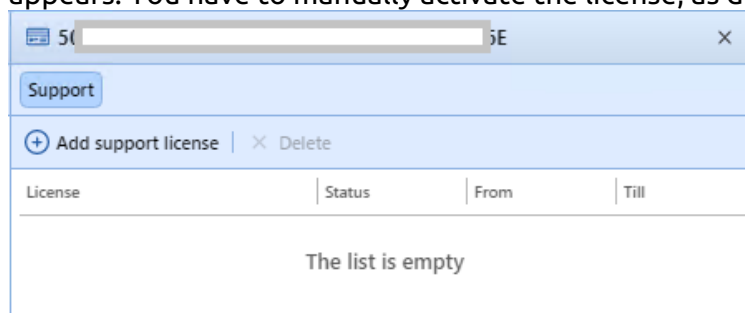 appears. You have to manually activate the license, as d
50 5E
Support
Add support license Delete
License Status From Till
The list is empty